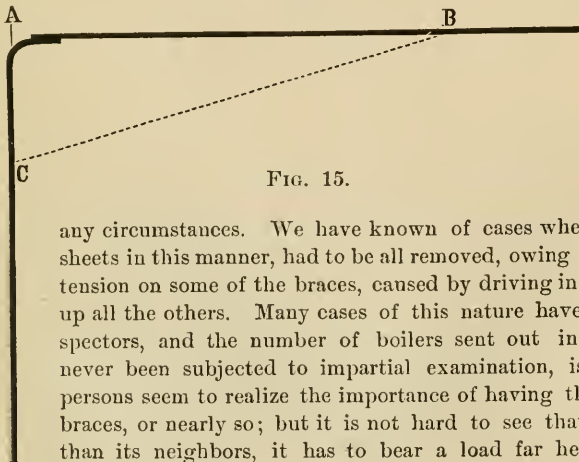 A
B
C
FIG. 15.
any circumstances. We have known of cases whe
sheets in this manner, had to be all removed, owing
tension on some of the braces, caused by driving in
up all the others. Many cases of this nature have
spectors, and the number of boilers sent out in
never been subjected to impartial examination, is
persons seem to realize the importance of having th
braces, or nearly so; but it is not hard to see that
than its neighbors, it has to bear a load far he